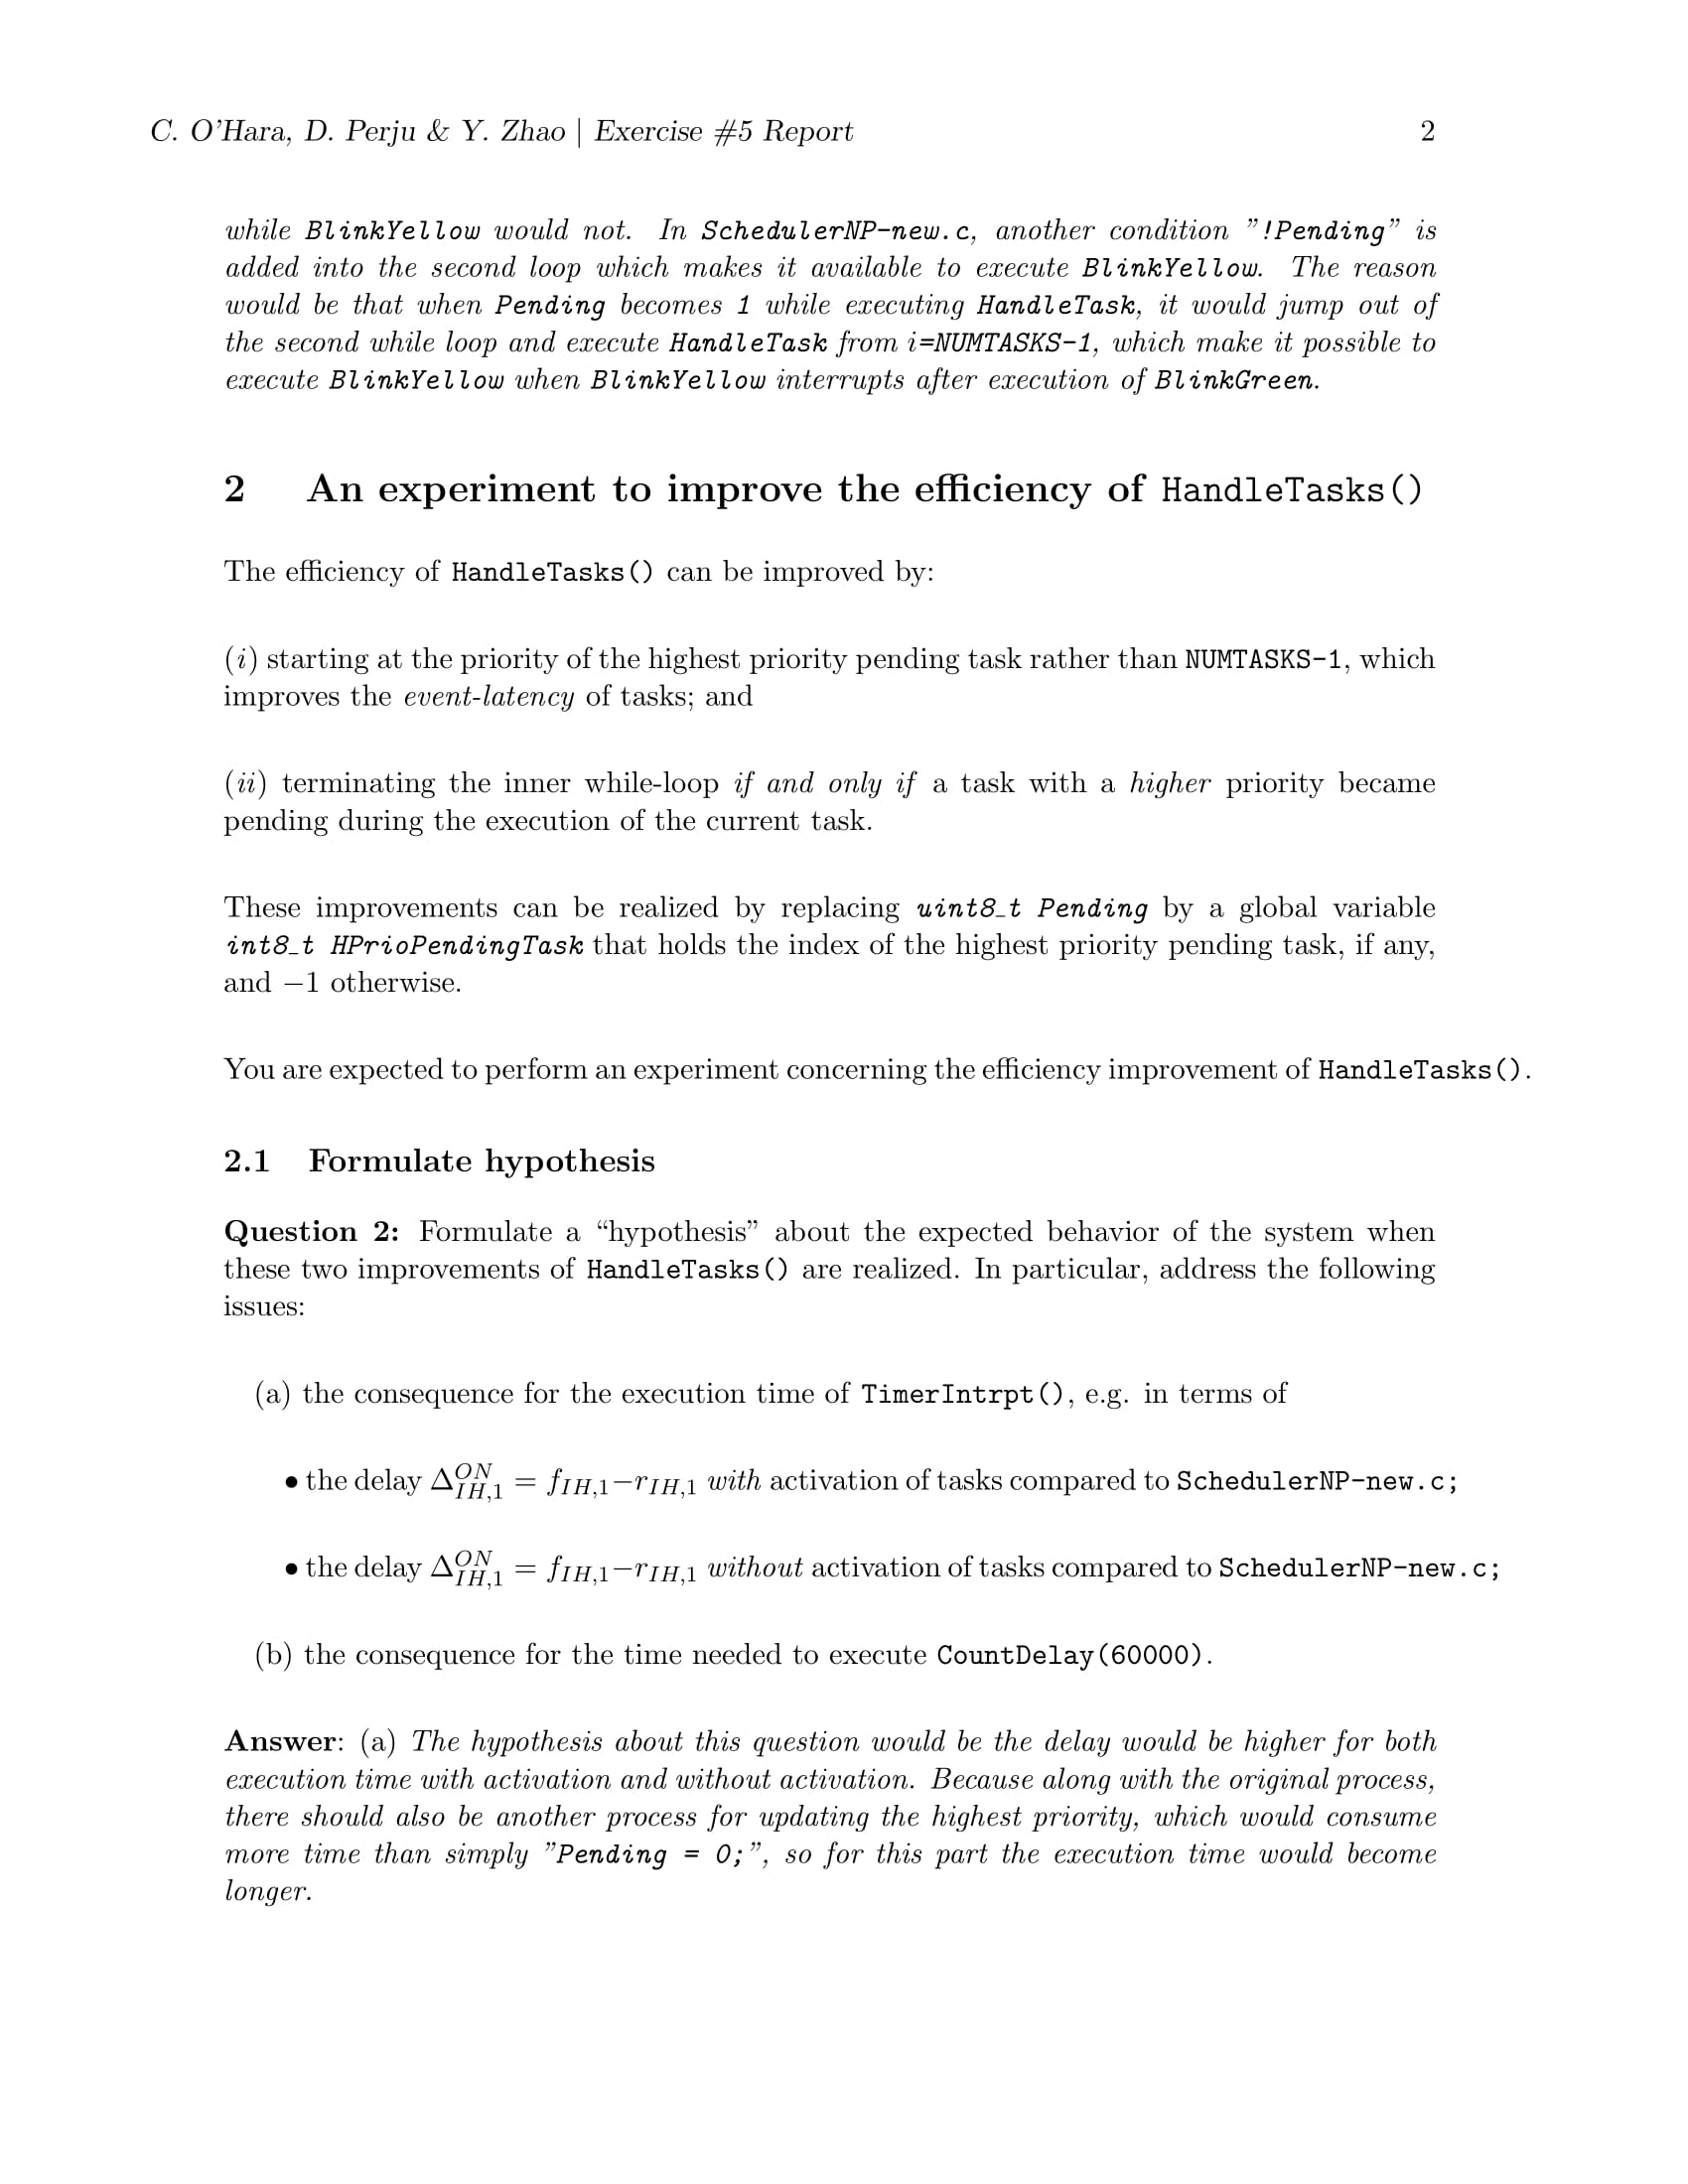 C. O'Hara, D. Perju & Y. Zhao | Exercise #5 Report 2
while BlinkYellow would not. In SchedulerNP-new.c, another condition ”!Pending” is
added into the second loop which makes it available to execute BlinkYellow. The reason
would be that when Pending becomes 1 while executing HandleTask, it would jump out of
the second while loop and execute HandleTask from i=NUMTASKS-1, which make it possible to
execute BlinkYellow when BlinkYellow interrupts after execution of BlinkGreen.
2 An experiment to improve the efficiency of HandleTasks()
The efficiency of HandleTasks() can be improved by:
(i) starting at the priority of the highest priority pending task rather than NUMTASKS-1, which
improves the event-latency of tasks; and
(ii) terminating the inner while-loop if and only if a task with a higher priority became
pending during the execution of the current task.
These improvements can be realized by replacing uint8_t Pending by a global variable
int8_t HPrioPendingTask that holds the index of the highest priority pending task, if any,
and −1 otherwise.
You are expected to perform an experiment concerning the efficiency improvement of HandleTasks().
2.1 Formulate hypothesis
Question 2: Formulate a “hypothesis” about the expected behavior of the system when
these two improvements of HandleTasks() are realized. In particular, address the following
issues:
(a) the consequence for the execution time of TimerIntrpt(), e.g. in terms of
• the delay Δ^{ON}_{IH,1} = f_{IH,1}−r_{IH,1} with activation of tasks compared to SchedulerNP-new.c;
• the delay Δ^{ON}_{IH,1} = f_{IH,1}−r_{IH,1} without activation of tasks compared to SchedulerNP-new.c;
(b) the consequence for the time needed to execute CountDelay(60000).
Answer: (a) The hypothesis about this question would be the delay would be higher for both
execution time with activation and without activation. Because along with the original process,
there should also be another process for updating the highest priority, which would consume
more time than simply ”Pending = 0;”, so for this part the execution time would become
longer.